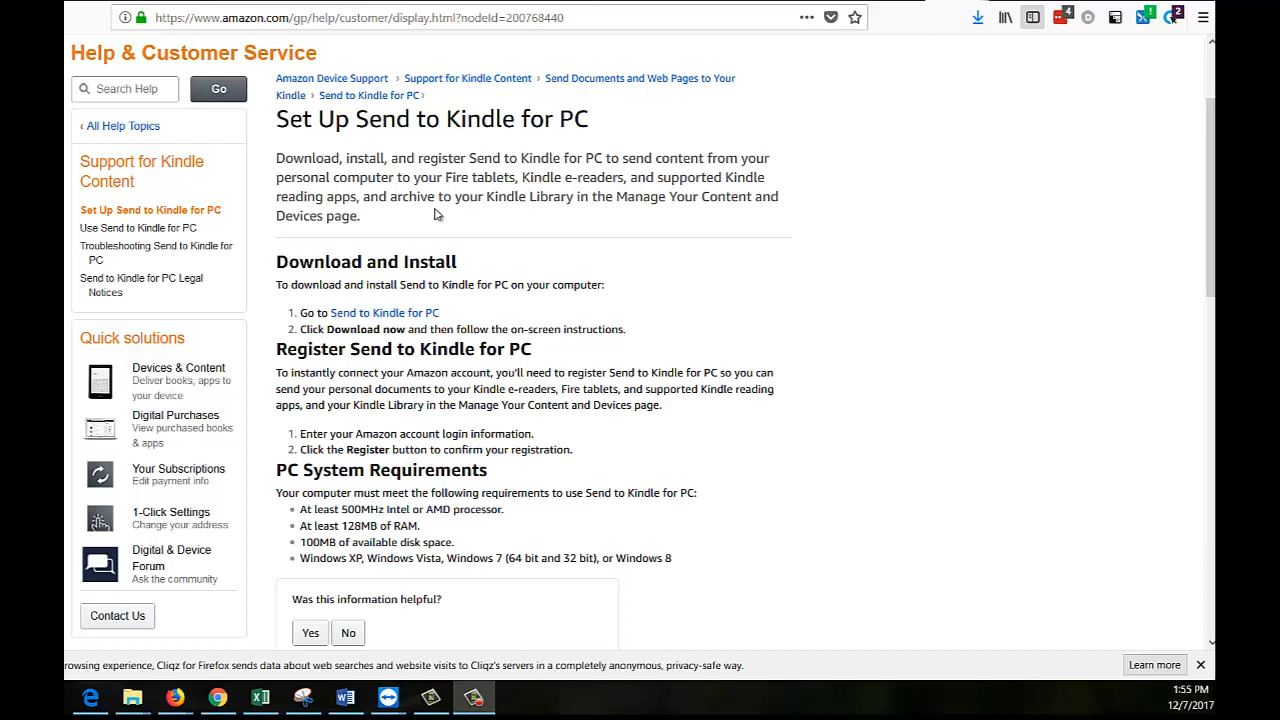 https://www.amazon.com/gp/help/customer/display.html?nodeId=200768440
4
D
!
2
Help & Customer Service
Search Help
Go
‹ All Help Topics
Support for Kindle
Content
Set Up Send to Kindle for PC
Use Send to Kindle for PC
Troubleshooting Send to Kindle for
PC
Send to Kindle for PC Legal
Notices
Quick solutions
Devices & Content
Deliver books, apps to
your device
Digital Purchases
View purchased books
& apps
Your Subscriptions
Edit payment info
1-Click Settings
Change your address
Digital & Device
Forum
Ask the community
Contact Us
Amazon Device Support › Support for Kindle Content › Send Documents and Web Pages to Your
Kindle › Send to Kindle for PC ›
Set Up Send to Kindle for PC
Download, install, and register Send to Kindle for PC to send content from your
personal computer to your Fire tablets, Kindle e-readers, and supported Kindle
reading apps, and archive to your Kindle Library in the Manage Your Content and
Devices page.
Download and Install
To download and install Send to Kindle for PC on your computer:
1. Go to Send to Kindle for PC
2. Click Download now and then follow the on-screen instructions.
Register Send to Kindle for PC
To instantly connect your Amazon account, you'll need to register Send to Kindle for PC so you can
send your personal documents to your Kindle e-readers, Fire tablets, and supported Kindle reading
apps, and your Kindle Library in the Manage Your Content and Devices page.
1. Enter your Amazon account login information.
2. Click the Register button to confirm your registration.
PC System Requirements
Your computer must meet the following requirements to use Send to Kindle for PC:
• At least 500MHz Intel or AMD processor.
• At least 128MB of RAM.
• 100MB of available disk space.
• Windows XP, Windows Vista, Windows 7 (64 bit and 32 bit), or Windows 8
Was this information helpful?
Yes No
rowsing experience, Cliqz for Firefox sends data about web searches and website visits to Cliqz's servers in a completely anonymous, privacy-safe way.
Learn more
1:55 PM
12/7/2017